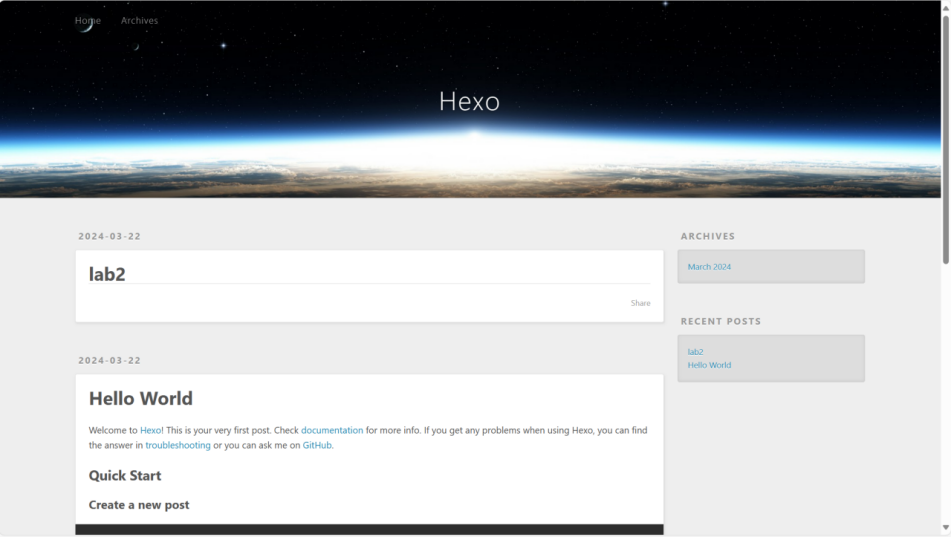 Home Archives
Hexo
2024-03-22
lab2
Share
2024-03-22
Hello World
Welcome to Hexo! This is your very first post. Check documentation for more info. If you get any problems when using Hexo, you can find
the answer in troubleshooting or you can ask me on GitHub.
Quick Start
Create a new post
ARCHIVES
March 2024
RECENT POSTS
lab2
Hello World